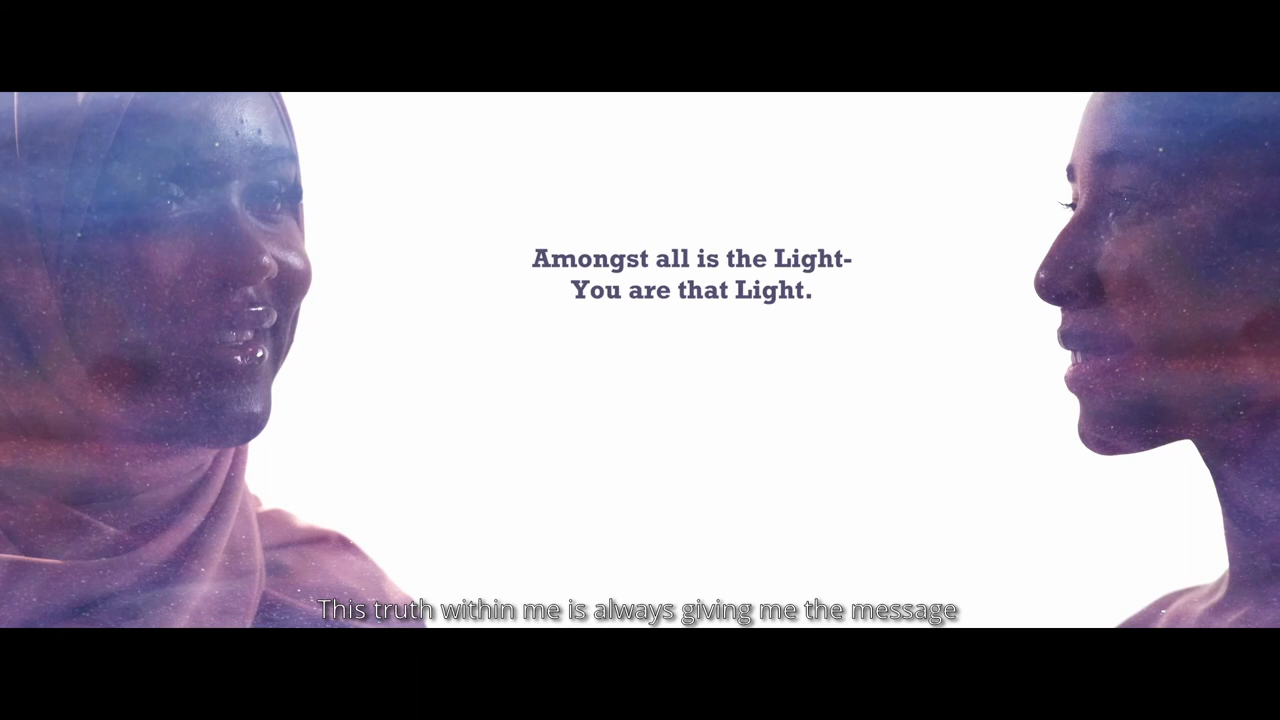 Amongst all is the Light-
You are that Light.
This truth within me is always giving me the message